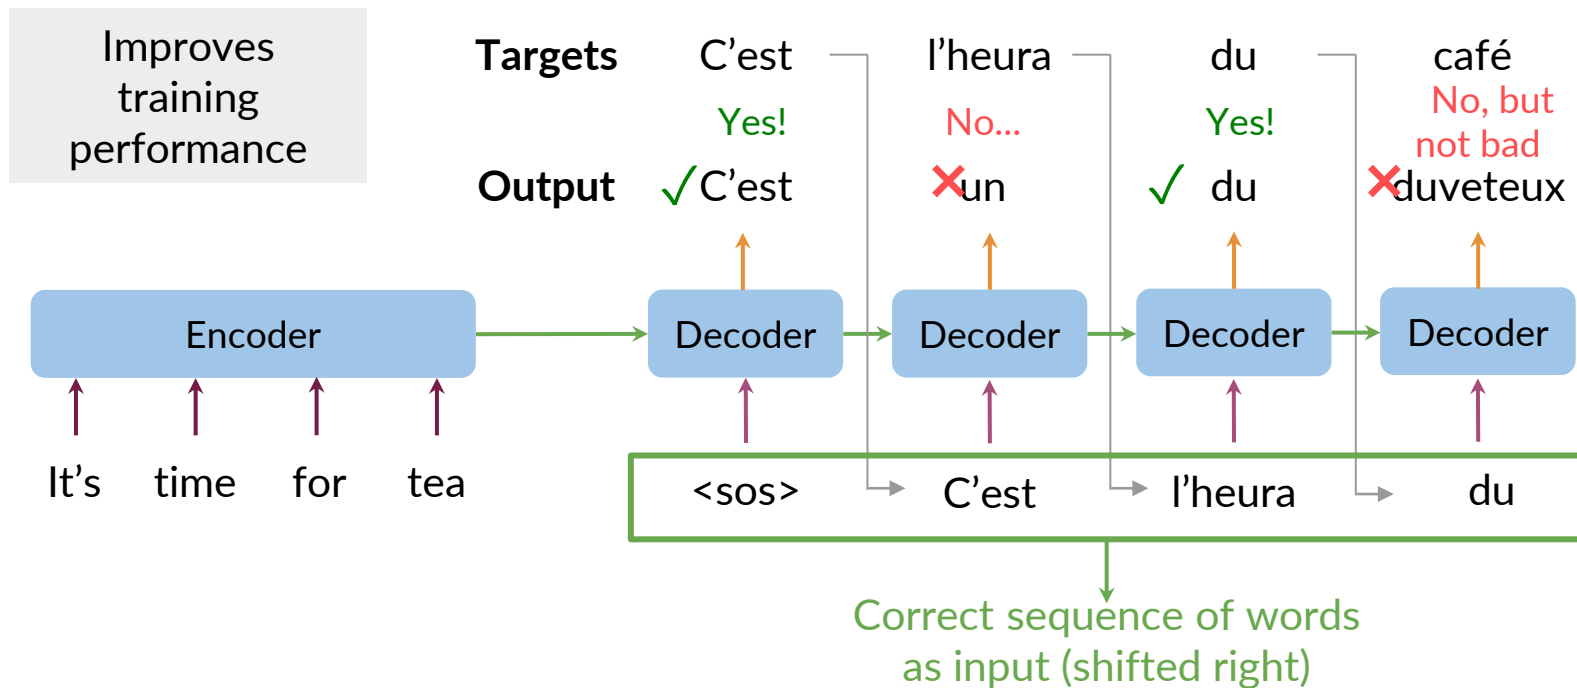 Improves
training
performance
Targets C’est l’heura du café
Yes! No... Yes! No, but
not bad
Output C’est un du duveteux
Encoder Decoder Decoder Decoder Decoder
It’s time for tea <sos> C’est l’heura du
Correct sequence of words
as input (shifted right)